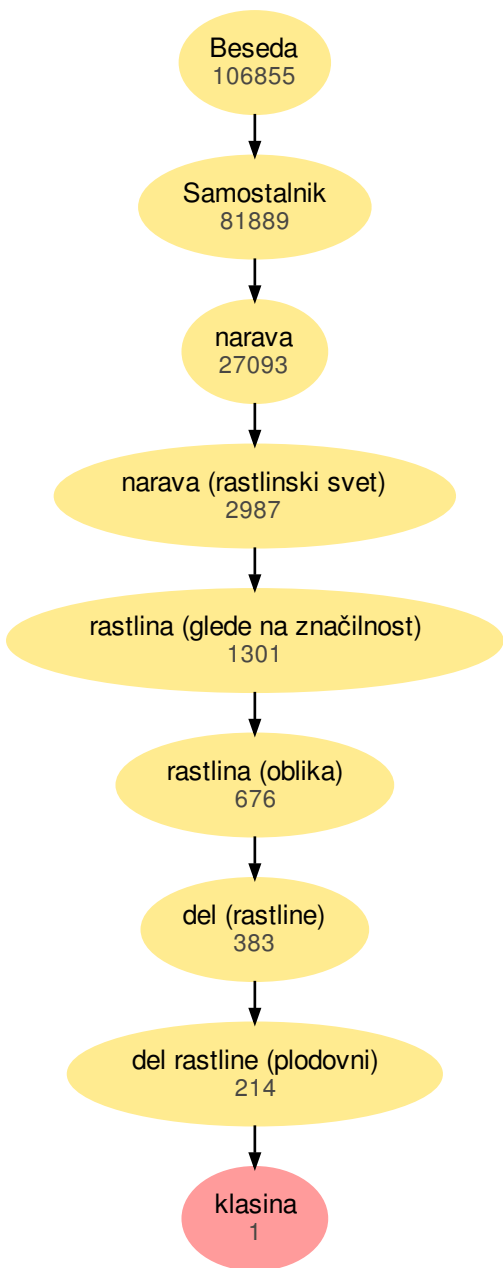 Beseda
106855
Samostalnik
81889
narava
27093
narava (rastlinski svet)
2987
rastlina (glede na značilnost)
1301
rastlina (oblika)
676
del (rastline)
383
del rastline (plodovni)
214
klasina
1